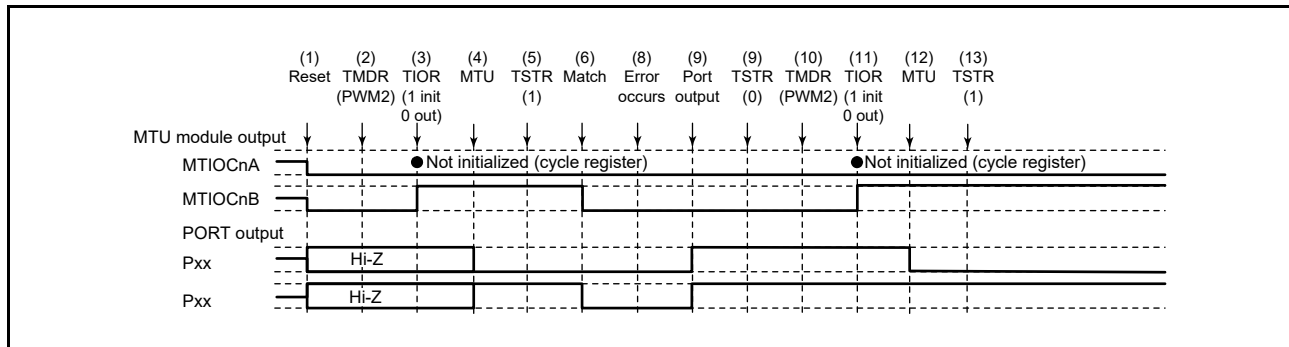 (1) (2) (3) (4) (5) (6) (8) (9) (9) (10) (11) (12) (13)
Reset TMDR TIOR MTU TSTR Match Error Port TSTR TMDR TIOR MTU TSTR
(PWM2) (1 init (1) occurs output (0) (PWM2) (1 init (1)
0 out) 0 out)
MTU module output
MTIOCnA Not initialized (cycle register) Not initialized (cycle register)
MTIOCnB
PORT output
Pxx Hi-Z
Pxx Hi-Z